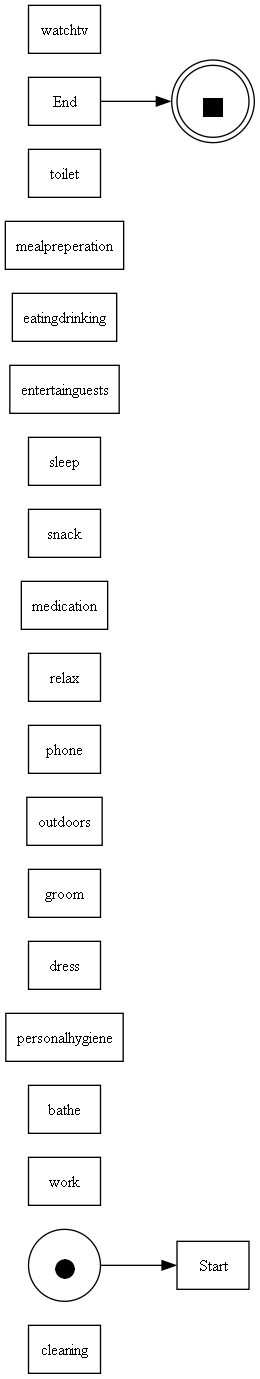 watchtv
End
toilet
mealpreperation
eatingdrinking
entertainguests
sleep
snack
medication
relax
phone
outdoors
groom
dress
personalhygiene
bathe
work
Start
cleaning